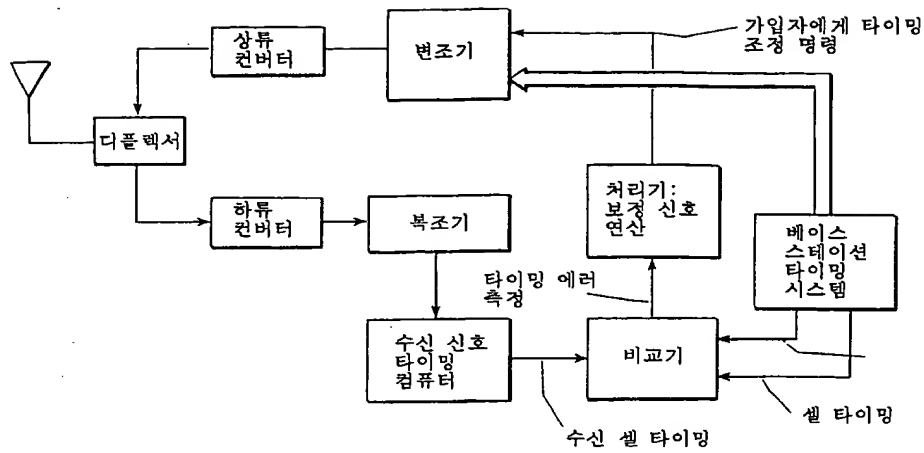 상류
컨버터
변조기
가입자에게 타이밍
조정 명령
디플렉서
하류
컨버터
복조기
처리기:
보정 신호
연산
베이스
스테이션
타이밍
시스템
타이밍 에러
측정
수신 신호
타이밍
컴퓨터
비교기
수신 셀 타이밍
셀 타이밍